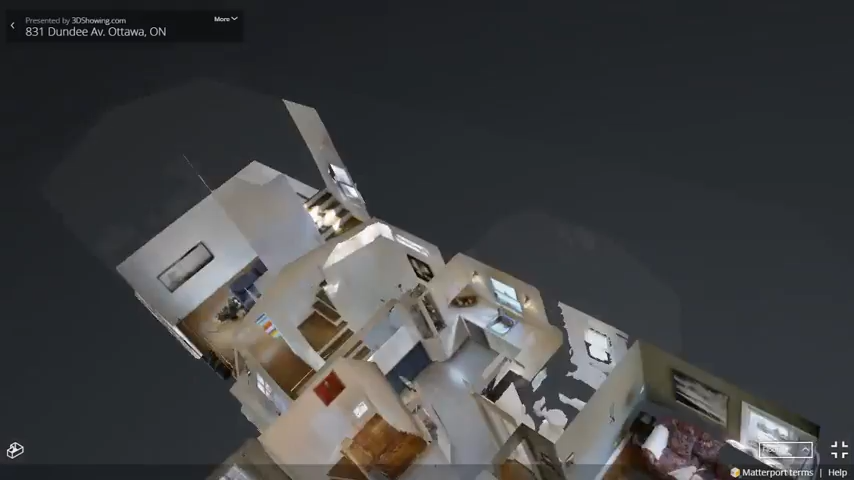 Presented by 3DShowing.com
More
831 Dundee Av. Ottawa, ON
Matterport terms | Help